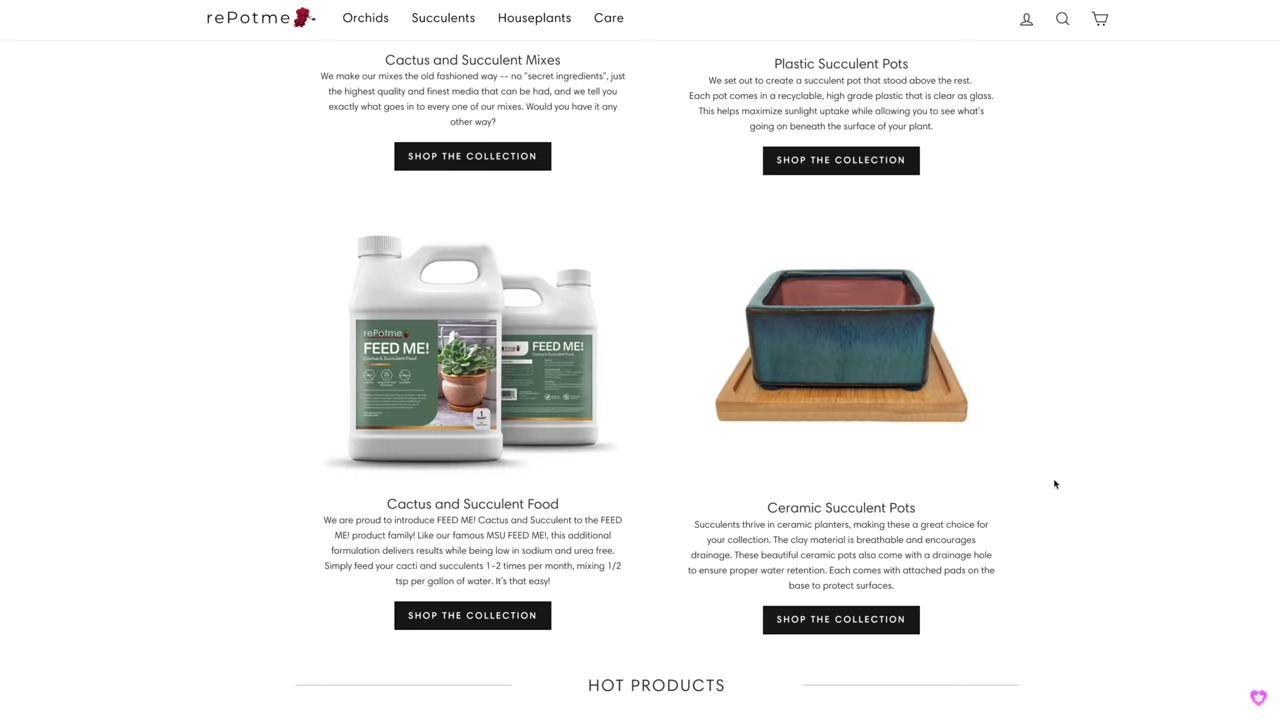 rePotme
Orchids
Succulents
Houseplants
Care
Cactus and Succulent Mixes
We make our mixes the old fashioned way -- no "secret ingredients", just
the highest quality and finest media that can be had, and we tell you
exactly what goes in to every one of our mixes. Would you have it any
other way?
SHOP THE COLLECTION
Plastic Succulent Pots
We set out to create a succulent pot that stood above the rest.
Each pot comes in a recyclable, high grade plastic that is clear as glass.
This helps maximize sunlight uptake while allowing you to see what's
going on beneath the surface of your plant.
SHOP THE COLLECTION
rePotme
FEED ME!
Cactus & Succulent Food
1
FEED ME!
Cactus and Succulent Food
We are proud to introduce FEED ME! Cactus and Succulent to the FEED
ME! product family! Like our famous MSU FEED ME!, this additional
formulation delivers results while being low in sodium and urea free.
Simply feed your cacti and succulents 1-2 times per month, mixing 1/2
tsp per gallon of water. It's that easy!
SHOP THE COLLECTION
Ceramic Succulent Pots
Succulents thrive in ceramic planters, making these a great choice for
your collection. The clay material is breathable and encourages
drainage. These beautiful ceramic pots also come with a drainage hole
to ensure proper water retention. Each comes with attached pads on the
base to protect surfaces.
SHOP THE COLLECTION
HOT PRODUCTS